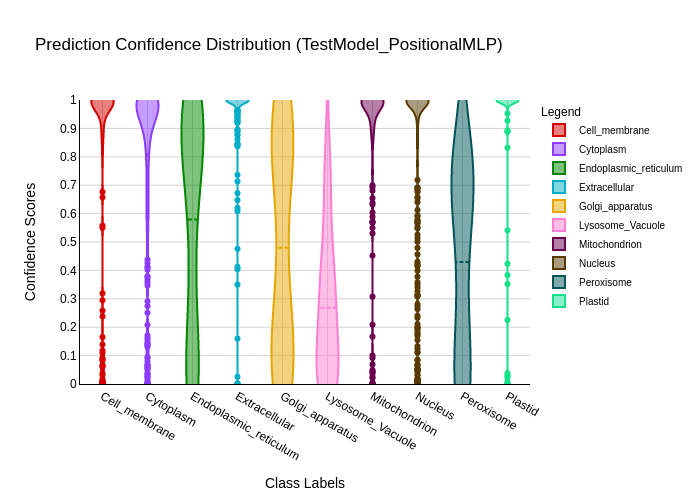 Prediction Confidence Distribution (TestModel_PositionalMLP)
Confidence Scores
1
0.9
0.8
0.7
0.6
0.5
0.4
0.3
0.2
0.1
0
Cell_membrane
Cytoplasm
Endoplasmic_reticulum
Extracellular
Golgi_apparatus
Lysosome_Vacuole
Mitochondrion
Nucleus
Peroxisome
Plastid
Class Labels
Legend
Cell_membrane
Cytoplasm
Endoplasmic_reticulum
Extracellular
Golgi_apparatus
Lysosome_Vacuole
Mitochondrion
Nucleus
Peroxisome
Plastid